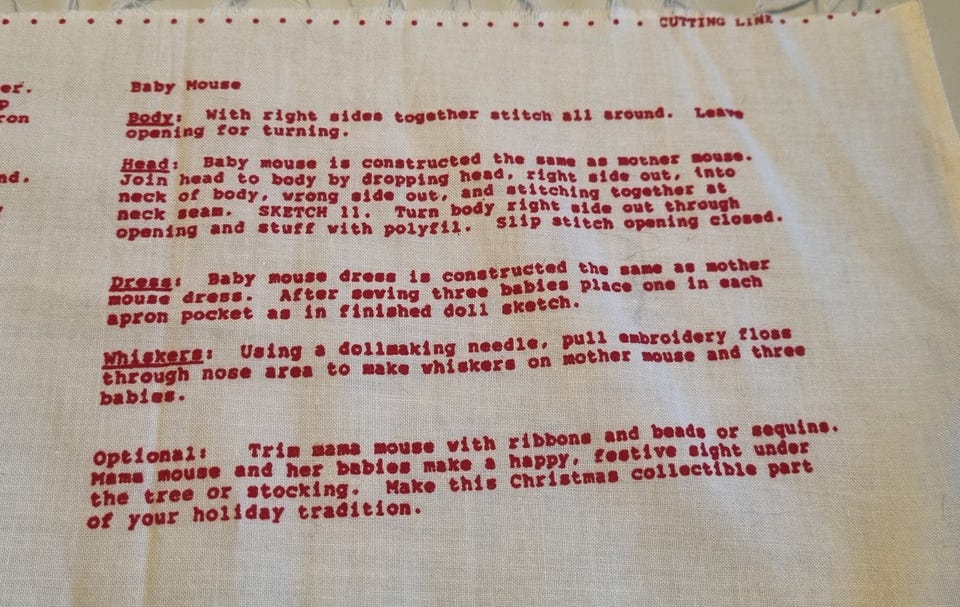 CUTTING LINE
er.
p
ron
nd.
y
Baby Mouse
Body: With right sides together stitch all around. Leave
opening for turning.
Head: Baby mouse is constructed the same as mother mouse.
Join head to body by dropping head, right side out, into
neck of body, wrong side out, and stitching together at
neck seam. SKETCH 11. Turn body right side out through
opening and stuff with polyfil. Slip stitch opening closed.
Dress: Baby mouse dress is constructed the same as mother
mouse dress. After sewing three babies place one in each
apron pocket as in finished doll sketch.
Whiskers: Using a dollmaking needle, pull embroidery floss
through nose area to make whiskers on mother mouse and three
babies.
Optional: Trim mama mouse with ribbons and beads or sequins.
Mama mouse and her babies make a happy, festive sight under
the tree or stocking. Make this Christmas collectible part
of your holiday tradition.